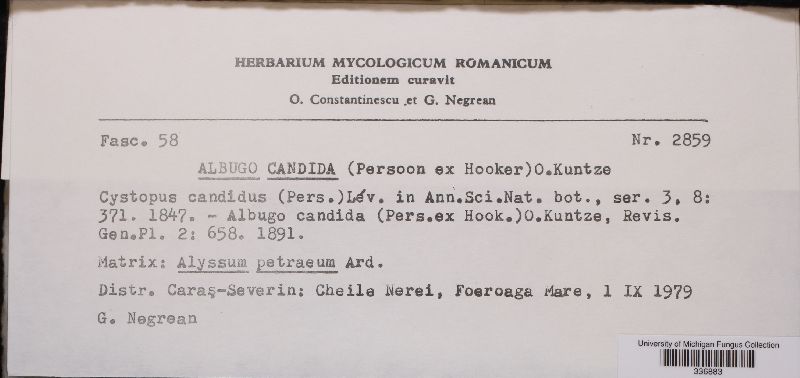 HERBARIUM MYCOLOGICUM ROMANICUM
Editionem curavit
O. Constantinescu et G. Negrean
Fasc. 58 Nr. 2859
ALBUGO CANDIDA (Persoon ex Hooker)O.Kuntze
Cystopus candidus (Pers.)Lév. in Ann.Sci.Nat. bot., ser. 3, 8:
371. 1847. - Albugo candida (Pers.ex Hook.)O.Kuntze, Revis.
Gen.Pl. 2: 658. 1891.
Matrix: Alyssum petraeum Ard.
Distr. Caraş-Severin: Cheile Nerei, Foeroaga Mare, 1 IX 1979
G. Negrean
University of Michigan Fungus Collection
336883